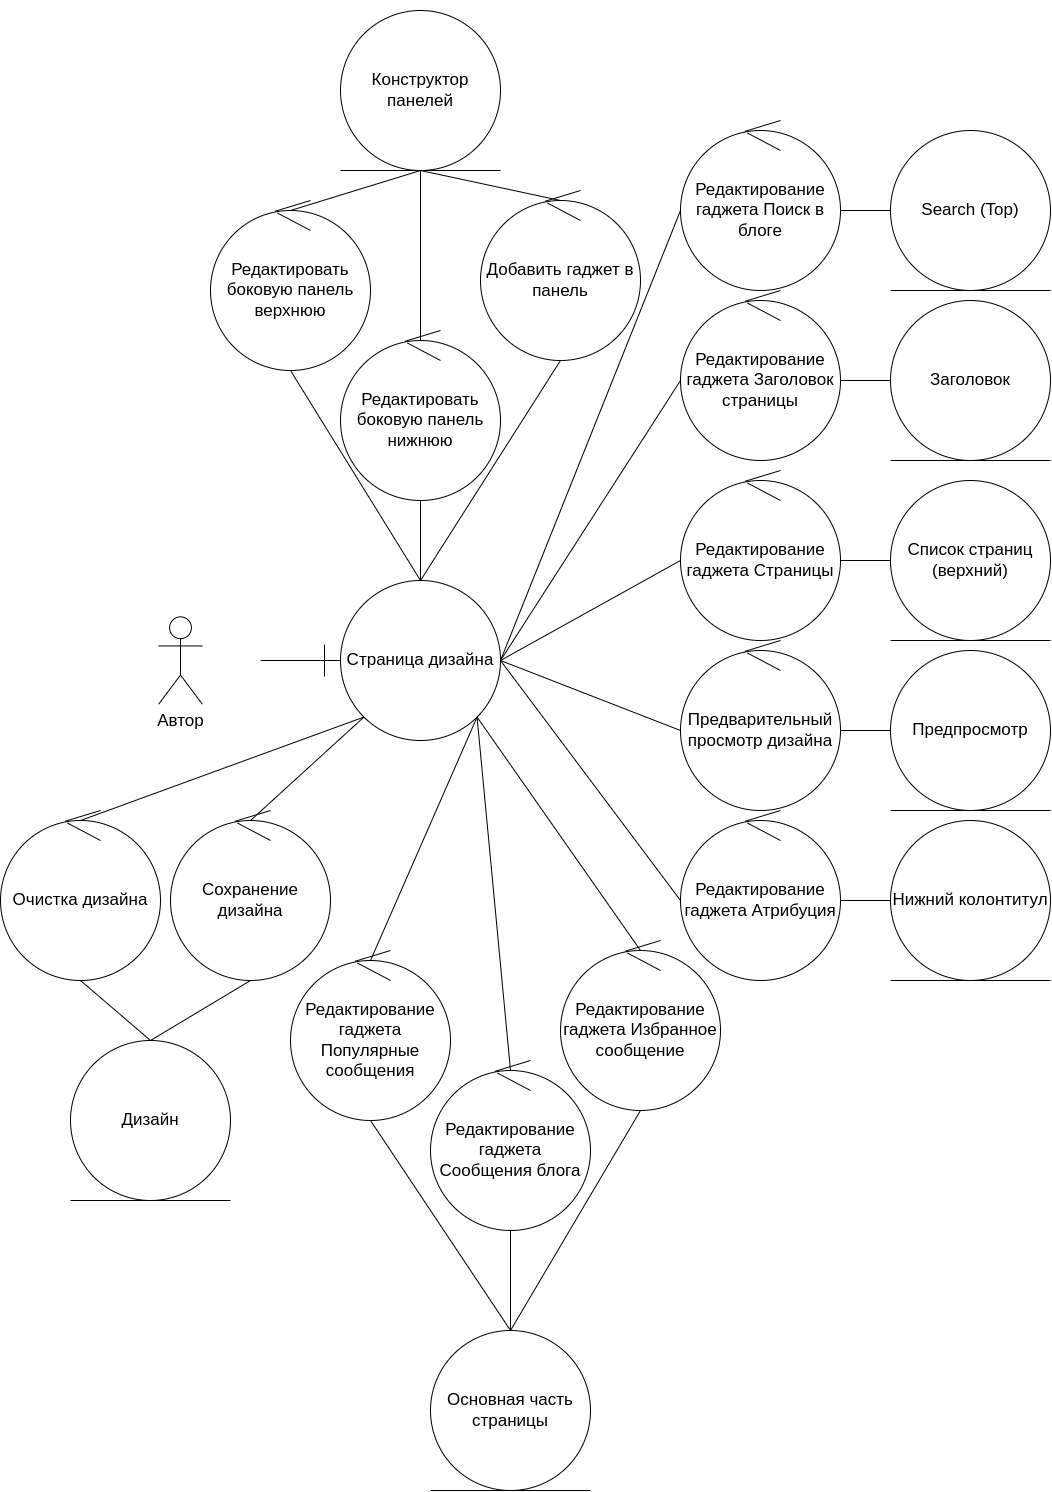 Конструктор
панелей
Редактировать
боковую панель
верхнюю
Добавить гаджет в
панель
Редактировать
боковую панель
нижнюю
Редактирование
гаджета Поиск в
блоге
Search (Top)
Редактирование
гаджета Заголовок
страницы
Заголовок
Редактирование
гаджета Страницы
Список страниц
(верхний)
Автор
Страница дизайна
Предварительный
просмотр дизайна
Предпросмотр
Очистка дизайна
Сохранение
дизайна
Редактирование
гаджета Атрибуция
Нижний колонтитул
Редактирование
гаджета
Популярные
сообщения
Редактирование
гаджета Избранное
сообщение
Дизайн
Редактирование
гаджета
Сообщения блога
Основная часть
страницы